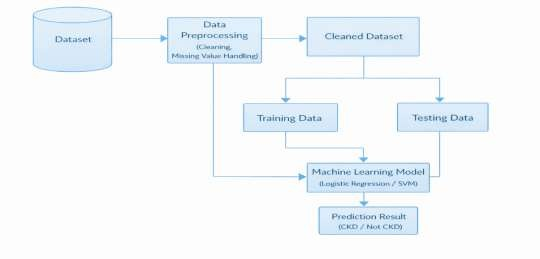 Dataset
Data
Preprocessing
(Cleaning,
Missing Value Handling)
Cleaned Dataset
Training Data
Testing Data
Machine Learning Model
(Logistic Regression / SVM)
Prediction Result
(CKD / Not CKD)